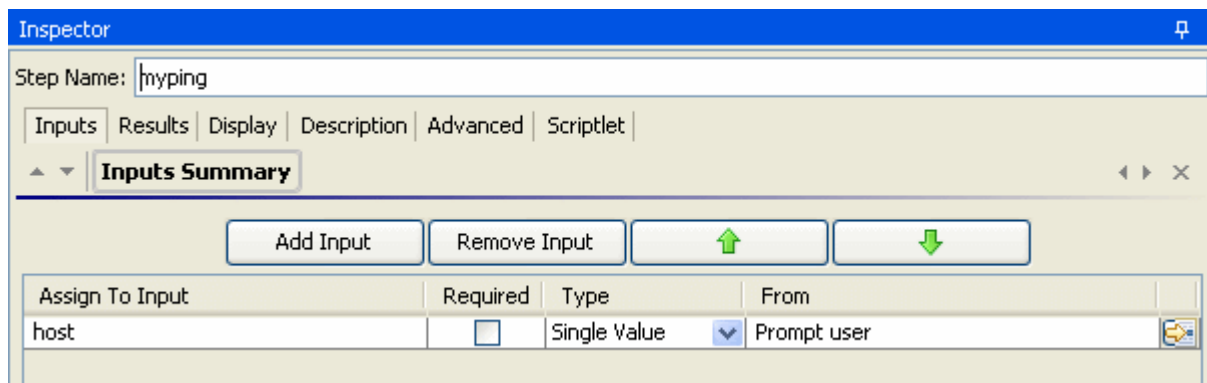 Inspector
Step Name: myping
Inputs Results Display Description Advanced Scriptlet
Inputs Summary
Add Input Remove Input
Assign To Input Required Type From
host Single Value Prompt user